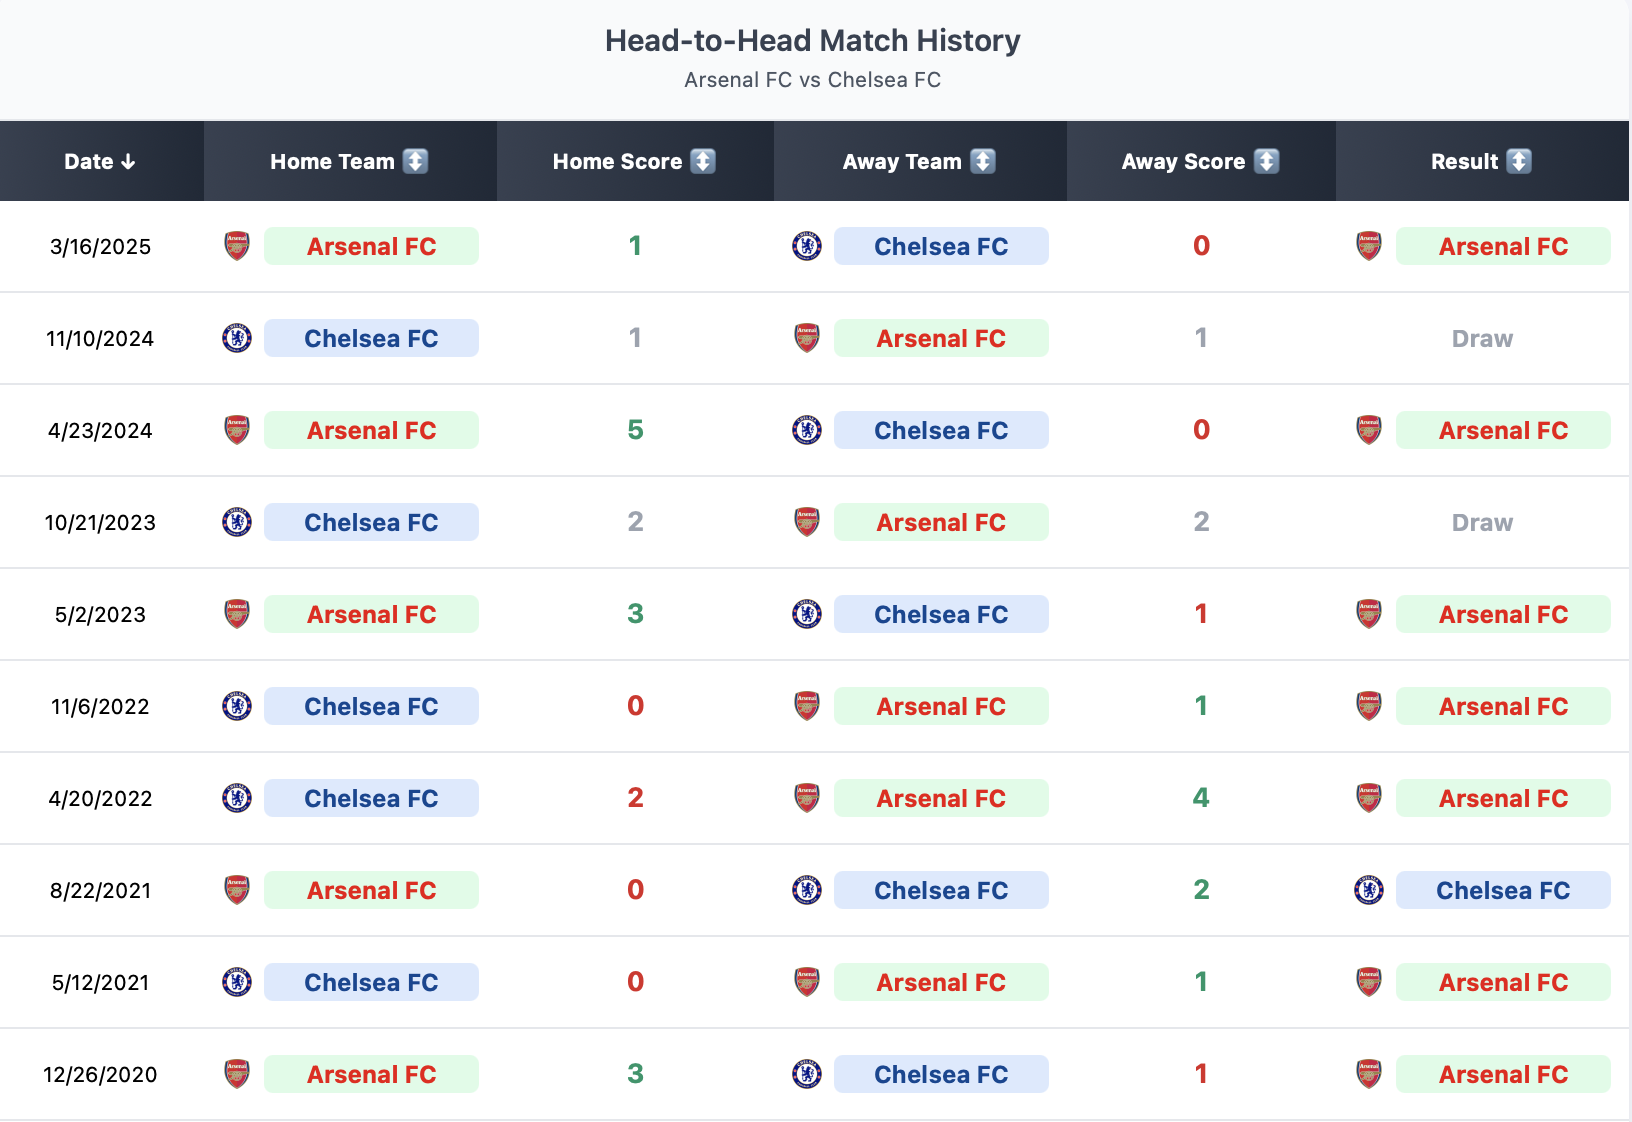 Head-to-Head Match History
Arsenal FC vs Chelsea FC
Date ↓ Home Team ↕ Home Score ↕ Away Team ↕ Away Score ↕ Result ↕
3/16/2025 Arsenal FC 1 Chelsea FC 0 Arsenal FC
11/10/2024 Chelsea FC 1 Arsenal FC 1 Draw
4/23/2024 Arsenal FC 5 Chelsea FC 0 Arsenal FC
10/21/2023 Chelsea FC 2 Arsenal FC 2 Draw
5/2/2023 Arsenal FC 3 Chelsea FC 1 Arsenal FC
11/6/2022 Chelsea FC 0 Arsenal FC 1 Arsenal FC
4/20/2022 Chelsea FC 2 Arsenal FC 4 Arsenal FC
8/22/2021 Arsenal FC 0 Chelsea FC 2 Chelsea FC
5/12/2021 Chelsea FC 0 Arsenal FC 1 Arsenal FC
12/26/2020 Arsenal FC 3 Chelsea FC 1 Arsenal FC